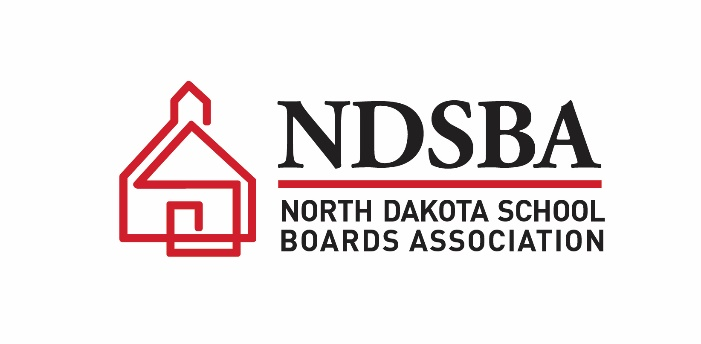 NDSBA
NORTH DAKOTA SCHOOL
BOARDS ASSOCIATION